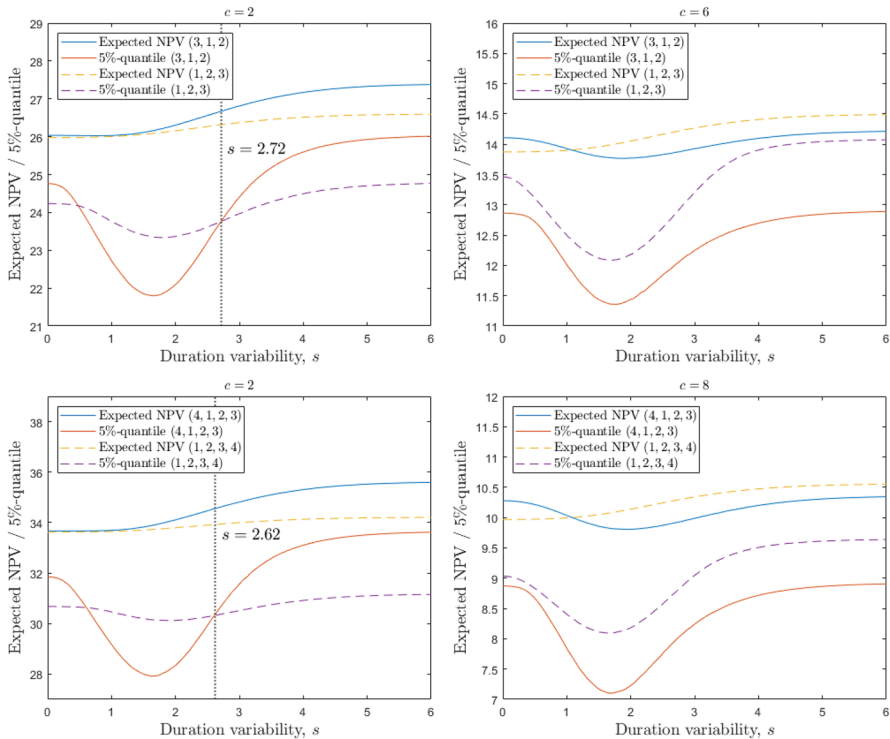 c = 2
Expected NPV / 5%-quantile
29
28
27
26
25
24
23
22
21
Expected NPV (3, 1, 2)
5%-quantile (3, 1, 2)
Expected NPV (1, 2, 3)
5%-quantile (1, 2, 3)
s = 2.72
0 1 2 3 4 5 6
Duration variability, s
c = 6
Expected NPV / 5%-quantile
16
15.5
15
14.5
14
13.5
13
12.5
12
11.5
11
Expected NPV (3, 1, 2)
5%-quantile (3, 1, 2)
Expected NPV (1, 2, 3)
5%-quantile (1, 2, 3)
0 1 2 3 4 5 6
Duration variability, s
c = 2
Expected NPV / 5%-quantile
38
36
34
32
30
28
Expected NPV (4, 1, 2, 3)
5%-quantile (4, 1, 2, 3)
Expected NPV (1, 2, 3, 4)
5%-quantile (1, 2, 3, 4)
s = 2.62
0 1 2 3 4 5 6
Duration variability, s
c = 8
Expected NPV / 5%-quantile
12
11.5
11
10.5
10
9.5
9
8.5
8
7.5
7
Expected NPV (4, 1, 2, 3)
5%-quantile (4, 1, 2, 3)
Expected NPV (1, 2, 3, 4)
5%-quantile (1, 2, 3, 4)
0 1 2 3 4 5 6
Duration variability, s